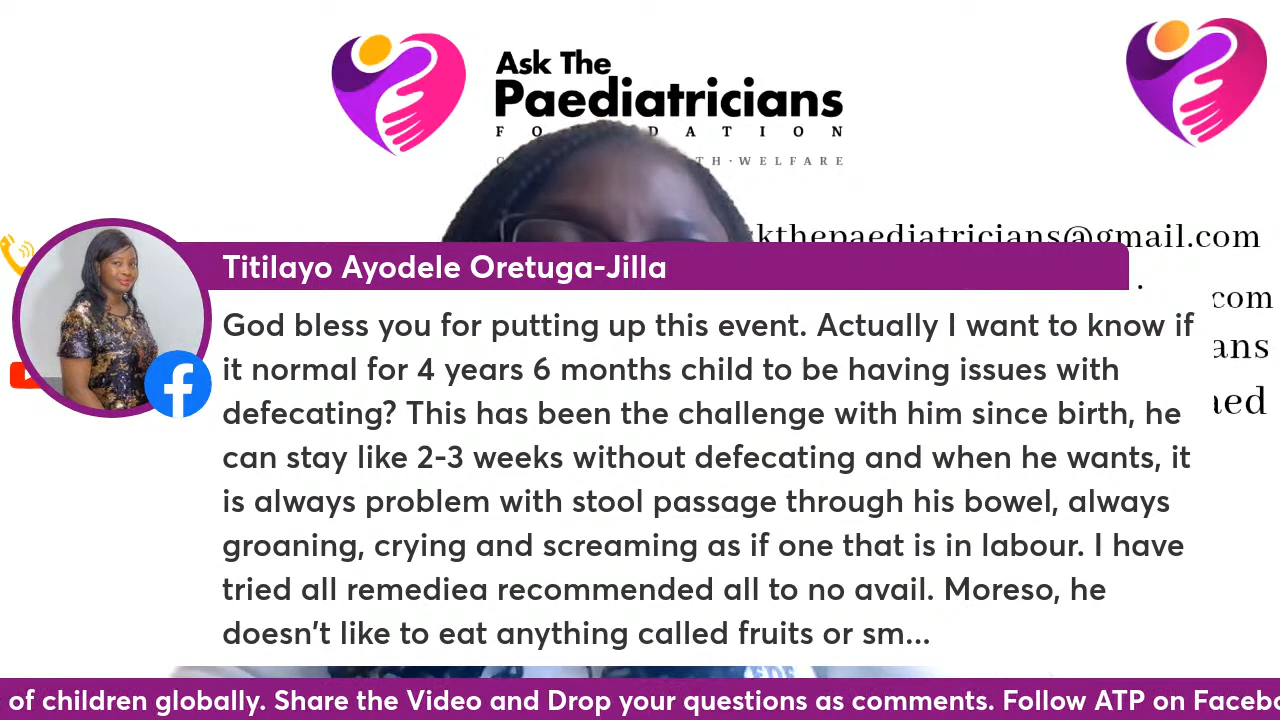 Ask The
Paediatricians
F O D A T I O N
C TH·WELFARE
kthepaediatricians@gmail.com
Titilayo Ayodele Oretuga-Jilla
.
God bless you for putting up this event. Actually I want to know if
com
it normal for 4 years 6 months child to be having issues with
ans
defecating? This has been the challenge with him since birth, he
aed
can stay like 2-3 weeks without defecating and when he wants, it
is always problem with stool passage through his bowel, always
groaning, crying and screaming as if one that is in labour. I have
tried all remediea recommended all to no avail. Moreso, he
doesn't like to eat anything called fruits or sm...
of children globally. Share the Video and Drop your questions as comments. Follow ATP on Facebo